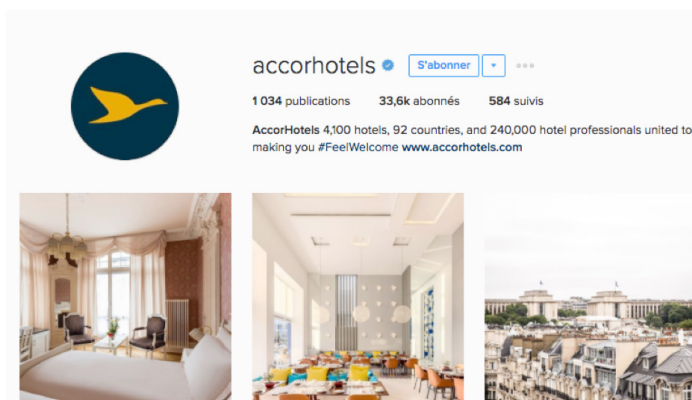 accorhotels
S'abonner
1 034 publications 33,6k abonnés 584 suivis
AccorHotels 4,100 hotels, 92 countries, and 240,000 hotel professionals united to
making you #FeelWelcome www.accorhotels.com